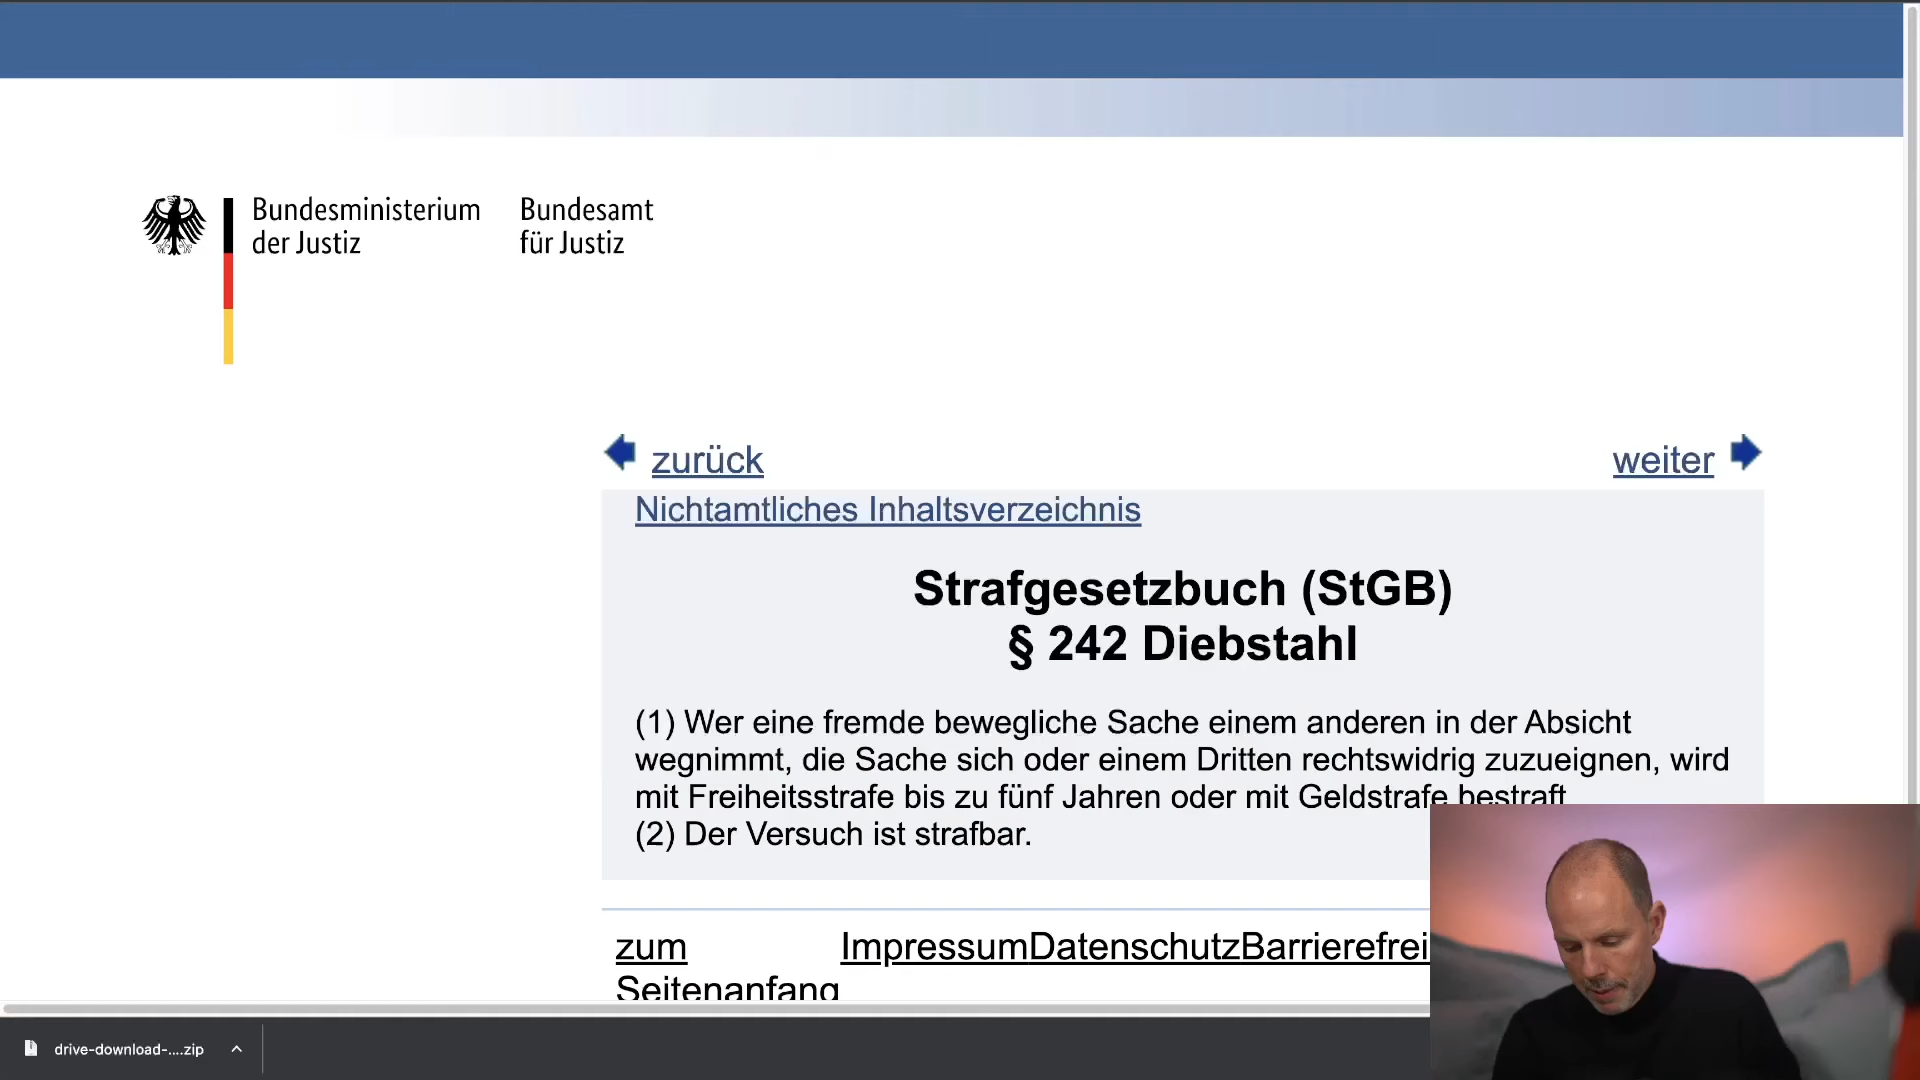 Bundesministerium
der Justiz
Bundesamt
für Justiz
zurück
weiter
Nichtamtliches Inhaltsverzeichnis
Strafgesetzbuch (StGB)
§ 242 Diebstahl
(1) Wer eine fremde bewegliche Sache einem anderen in der Absicht
wegnimmt, die Sache sich oder einem Dritten rechtswidrig zuzueignen, wird
mit Freiheitsstrafe bis zu fünf Jahren oder mit Geldstrafe bestraft
(2) Der Versuch ist strafbar.
zum
Seitenanfang
ImpressumDatenschutzBarrierefrei
drive-download-....zip